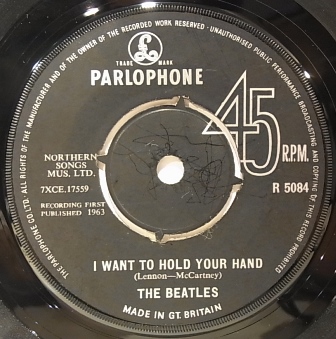 THE PARLOPHONE CO. LTD. ALL RIGHTS OF THE MANUFACTURER AND OF THE OWNER OF THE RECORDED WORK RESERVED · UNAUTHORISED PUBLIC PERFORMANCE BROADCASTING AND COPYING OF THIS RECORD PROHIBITED
£
TRADE MARK
PARLOPHONE
45
R.P.M.
NORTHERN
SONGS
MUS. LTD.
7XCE.17559
RECORDING FIRST
PUBLISHED 1963
R 5084
I WANT TO HOLD YOUR HAND
(Lennon—McCartney)
THE BEATLES
MADE IN GT. BRITAIN